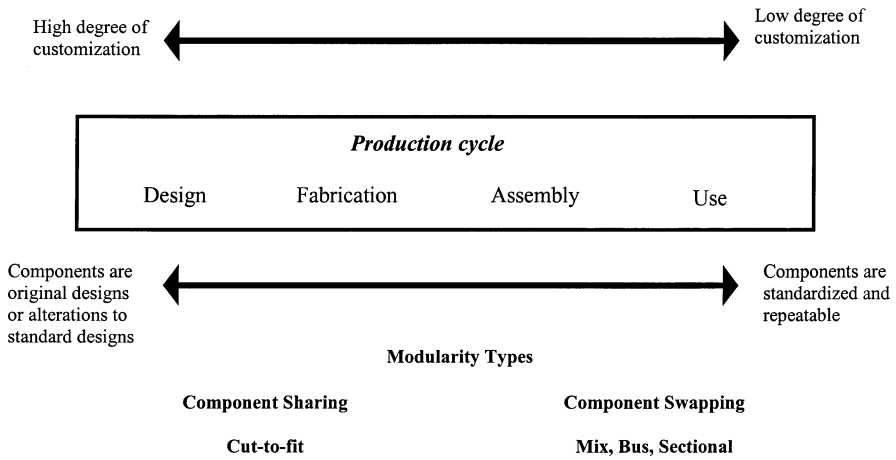 High degree of
customization
Low degree of
customization
Production cycle
Design Fabrication Assembly Use
Components are
original designs
or alterations to
standard designs
Components are
standardized and
repeatable
Modularity Types
Component Sharing Component Swapping
Cut-to-fit Mix, Bus, Sectional